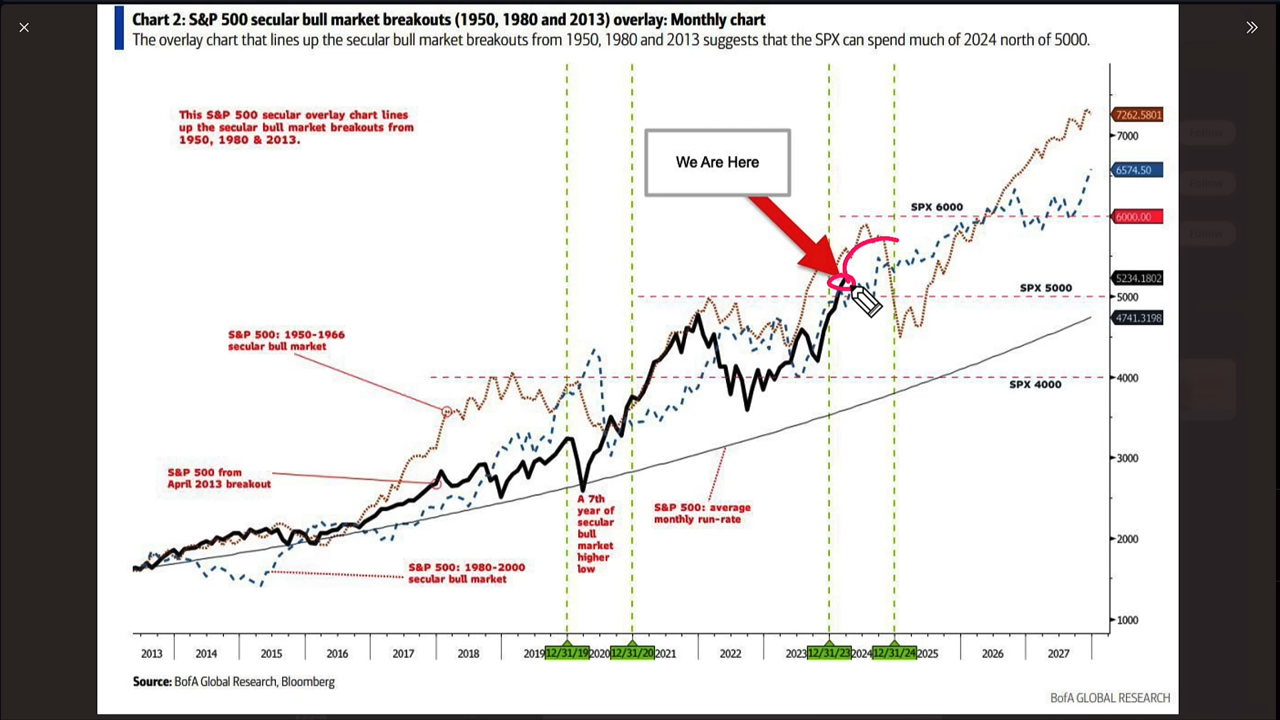 Chart 2: S&P 500 secular bull market breakouts (1950, 1980 and 2013) overlay: Monthly chart
The overlay chart that lines up the secular bull market breakouts from 1950, 1980 and 2013 suggests that the SPX can spend much of 2024 north of 5000.
This S&P 500 secular overlay chart lines
up the secular bull market breakouts from
1950, 1980 & 2013.
We Are Here
7262.5801
7000
6574.50
SPX 6000
6000.00
5234.1802
SPX 5000
5000
4741.3198
S&P 500: 1950-1966
secular bull market
4000
SPX 4000
S&P 500 from
April 2013 breakout
3000
A 7th
year of
secular
bull
market
higher
low
S&P 500: average
monthly run-rate
2000
S&P 500: 1980-2000
secular bull market
1000
2013 2014 2015 2016 2017 2018 2019 12/31/19 2020 12/31/20 2021 2022 2023 12/31/23 2024 12/31/24 2025 2026 2027
Source: BofA Global Research, Bloomberg
BofA GLOBAL RESEARCH